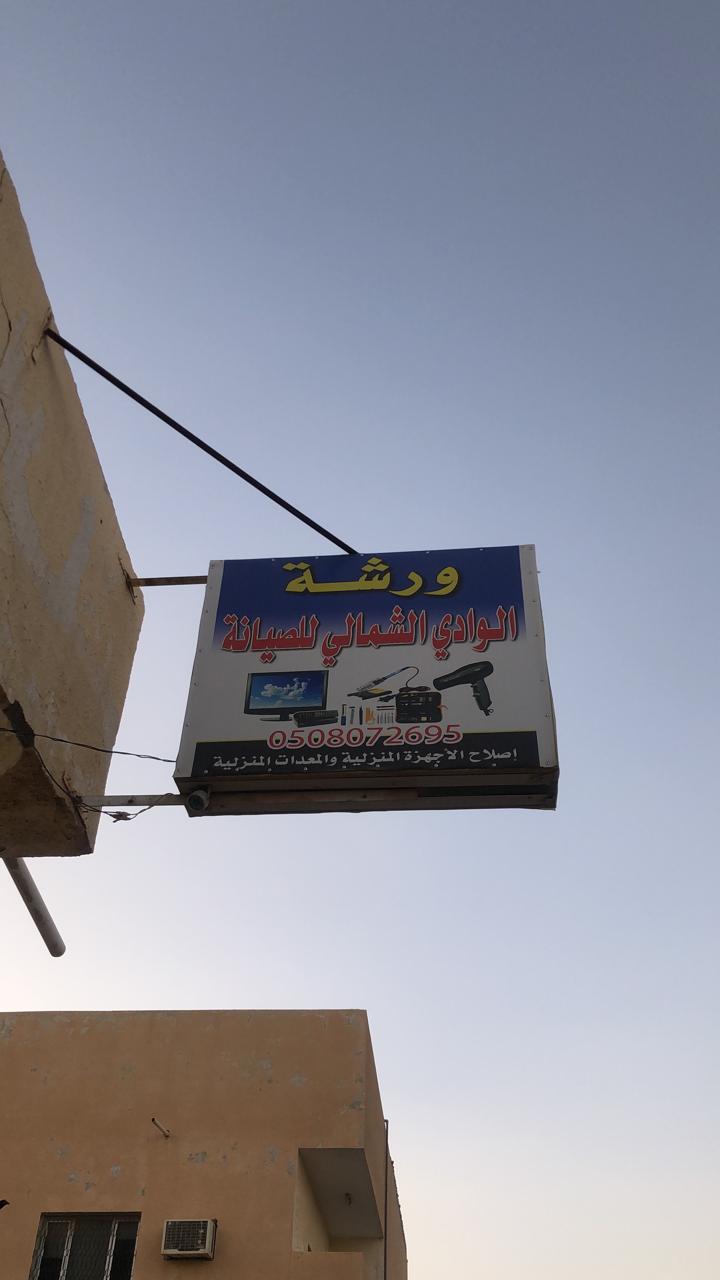 ورشة
الوادي الشمالي للصيانة
0508072695
إصلاح الأجهزة المنزلية والمعدات المنزلية